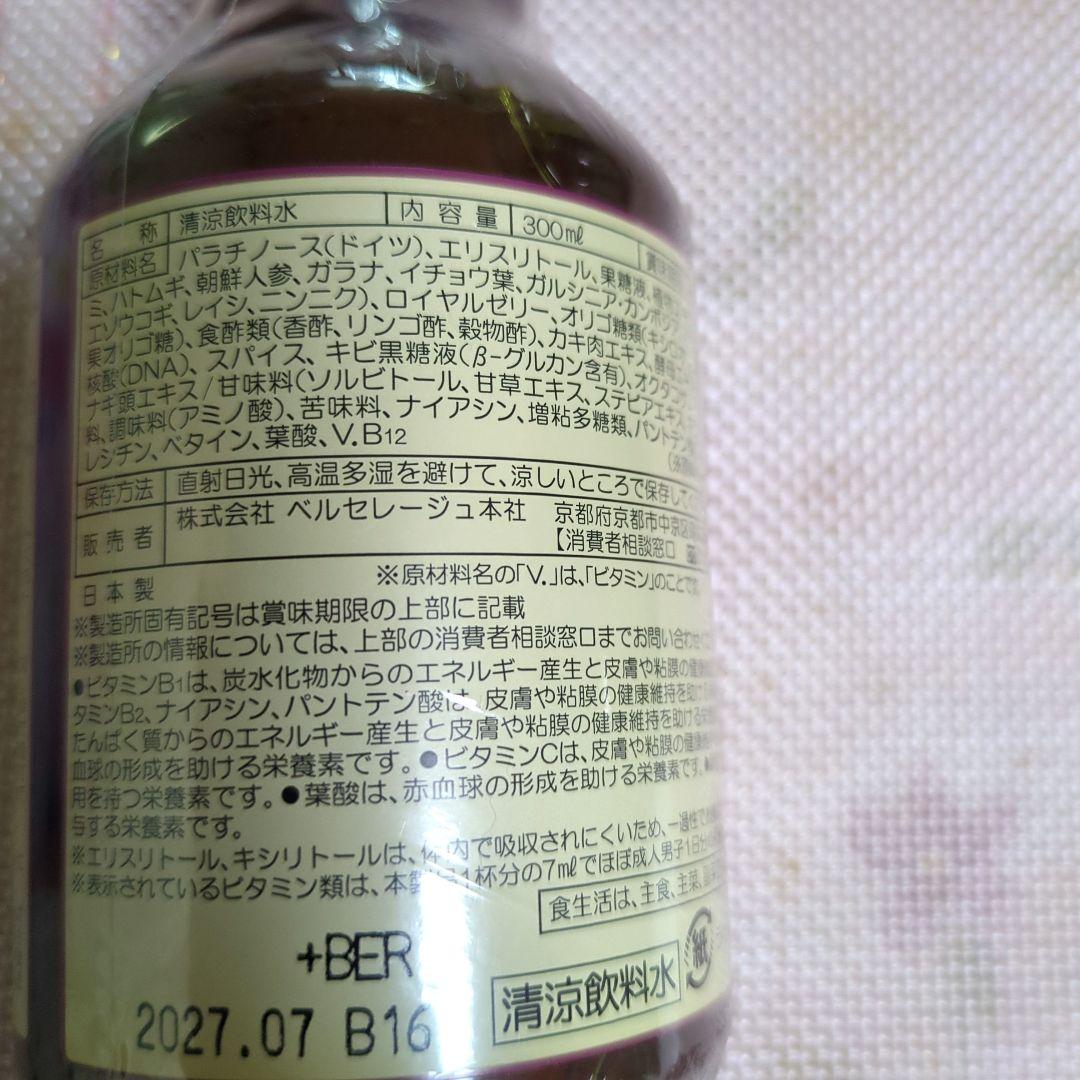 名 称 清涼飲料水 内容量 300㎖ 賞味
原材料名 パラチノース(ドイツ)、エリスリトール、果糖液、
ミ、ハトムギ、朝鮮人参、ガラナ、イチョウ葉、ガルシニア・カンボジ
エゾウコギ、レイシ、ニンニク)、ロイヤルゼリー、オリゴ糖類(キシ
果オリゴ糖)、食酢類(香酢、リンゴ酢、穀物酢)、カキ肉エキス、酵母
核酸(DNA)、スパイス、キビ黒糖液(β-グルカン含有)、オクタコ
ナギ頭エキス/甘味料(ソルビトール、甘草エキス、ステビアエキス
料、調味料(アミノ酸)、苦味料、ナイアシン、増粘多糖類、パントテン
レシチン、ベタイン、葉酸、V.B12
保存方法 直射日光、高温多湿を避けて、涼しいところで保存して
販売者 株式会社 ベルセレージュ本社 京都府京都市中京区
【消費者相談窓口
日本製 ※原材料名の「V.」は、「ビタミン」のことで
※製造所固有記号は賞味期限の上部に記載
※製造所の情報については、上部の消費者相談窓口までお問い合わ
●ビタミンB1は、炭水化物からのエネルギー産生と皮膚や粘膜の健康
タミンB2、ナイアシン、パントテン酸は、皮膚や粘膜の健康維持を助け
たんぱく質からのエネルギー産生と皮膚や粘膜の健康維持を助ける
血球の形成を助ける栄養素です。●ビタミンCは、皮膚や粘膜の健康
用を持つ栄養素です。●葉酸は、赤血球の形成を助ける栄養素です。
与する栄養素です。
※エリスリトール、キシリトールは、体内で吸収されにくいため、一過性で
※表示されているビタミン類は、本製品1杯分の7㎖でほぼ成人男子1日分
食生活は、主食、主菜、
+BER
2027.07 B16
清涼飲料水
紙